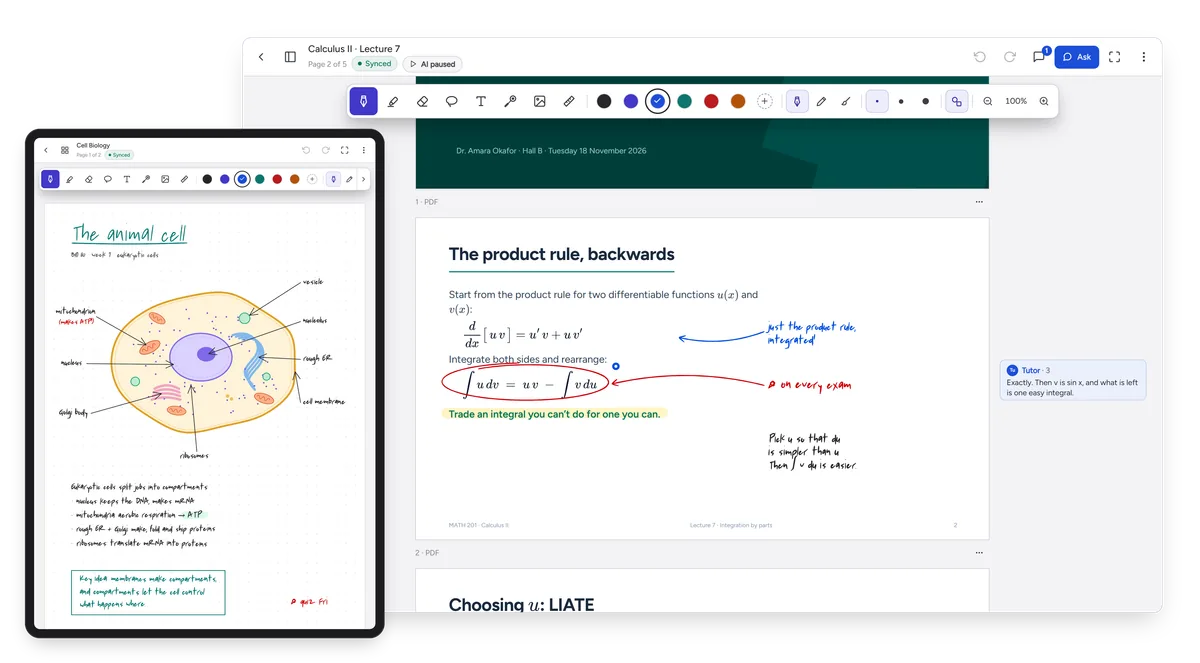 Calculus II · Lecture 7
Page 2 of 5 Synced AI paused
1
Ask
T
100%
Dr. Amara Okafor · Hall B · Tuesday 18 November 2026
1 · PDF
The product rule, backwards
Start from the product rule for two differentiable functions u(x) and
v(x):
d/dx [u v] = u′ v + u v′
just the product rule,
integrated!
Integrate both sides and rearrange:
∫ u dv = u v − ∫ v du
on every exam
Trade an integral you can’t do for one you can.
Pick u so that du
is simpler than u
Then ∫ v du is easier.
MATH 201 · Calculus II Lecture 7 · Integration by parts 2
2 · PDF
Choosing u: LIATE
Tu Tutor · 3
Exactly. Then v is sin x, and what is left
is one easy integral.
Cell Biology
Page 1 of 2 Synced
T
The animal cell
week 7 eukaryotic cells
vesicle
mitochondrion
(makes ATP)
nucleolus
nucleus
rough ER
Golgi body
cell membrane
ribosomes
Eukaryotic cells split jobs into compartments
nucleus keeps the DNA, makes mRNA
mitochondria aerobic respiration → ATP
rough ER + Golgi make, fold and ship proteins
ribosomes translate mRNA into proteins
Key idea membranes make compartments,
and compartments let the cell control
what happens where
quiz Fri